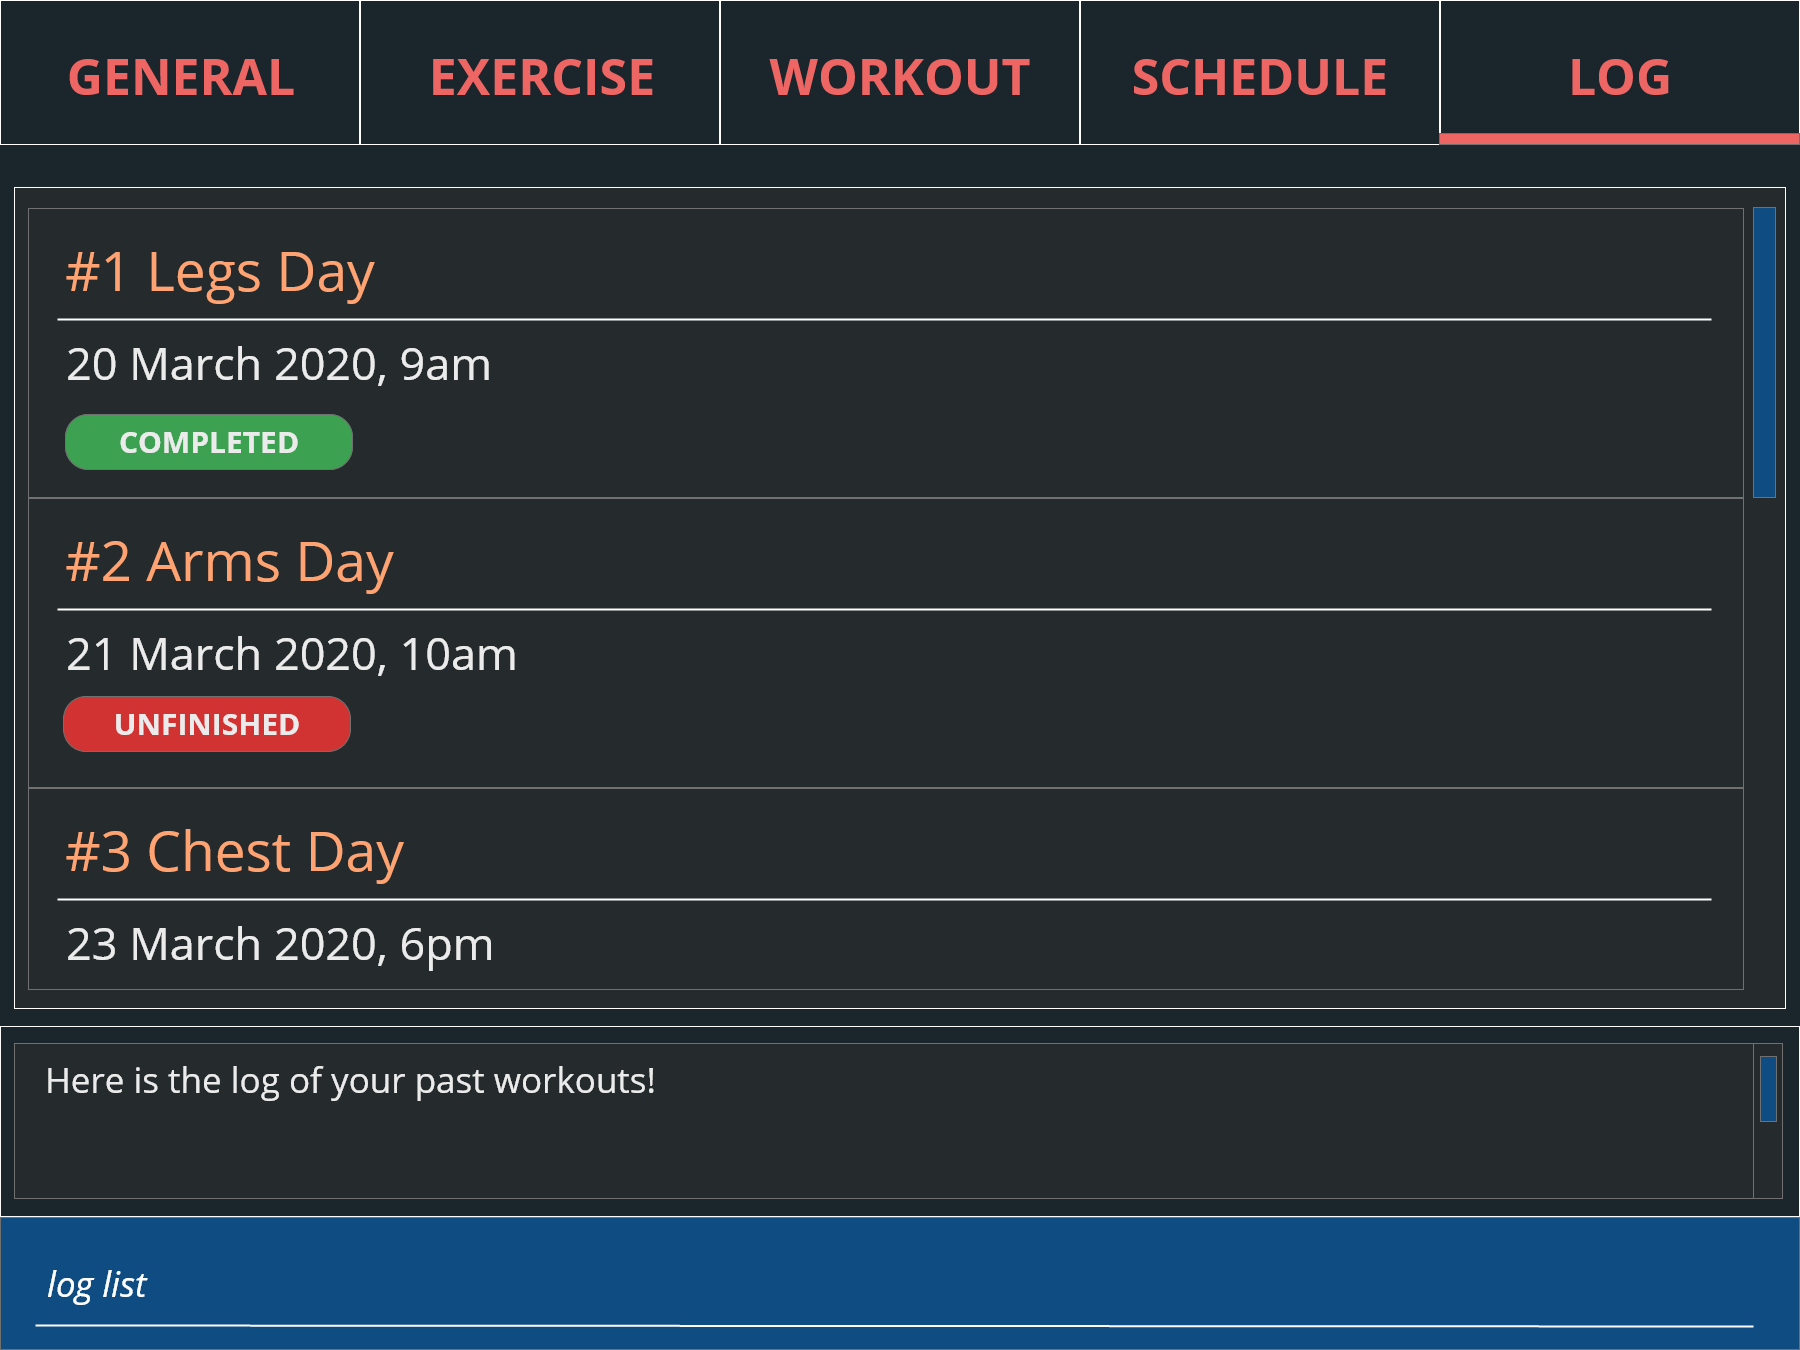 GENERAL EXERCISE WORKOUT SCHEDULE LOG
#1 Legs Day
20 March 2020, 9am
COMPLETED
#2 Arms Day
21 March 2020, 10am
UNFINISHED
#3 Chest Day
23 March 2020, 6pm
Here is the log of your past workouts!
log list